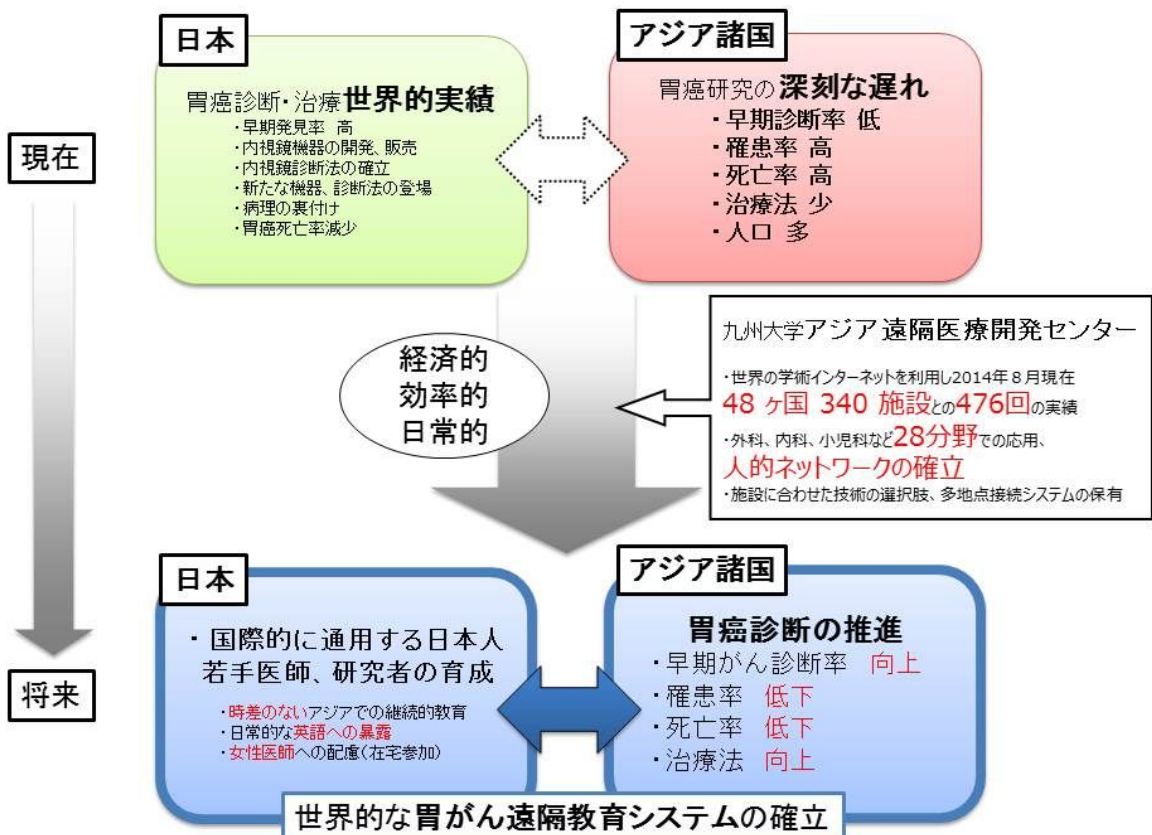 現在
日本
胃癌診断・治療世界的実績
・早期発見率 高
・内視鏡機器の開発、販売
・内視鏡診断法の確立
・新たな機器、診断法の登場
・病理の裏付け
・胃癌死亡率減少
アジア諸国
胃癌研究の深刻な遅れ
・早期診断率 低
・罹患率 高
・死亡率 高
・治療法 少
・人口 多
経済的
効率的
日常的
九州大学アジア遠隔医療開発センター
・世界の学術インターネットを利用し2014年8月現在
48 ヶ国 340 施設との476回の実績
・外科、内科、小児科など28分野での応用、
人的ネットワークの確立
・施設に合わせた技術の選択肢、多地点接続システムの保有
将来
日本
・国際的に通用する日本人
若手医師、研究者の育成
・時差のないアジアでの継続的教育
・日常的な英語への暴露
・女性医師への配慮(在宅参加)
アジア諸国
胃癌診断の推進
・早期がん診断率 向上
・罹患率 低下
・死亡率 低下
・治療法 向上
世界的な胃がん遠隔教育システムの確立